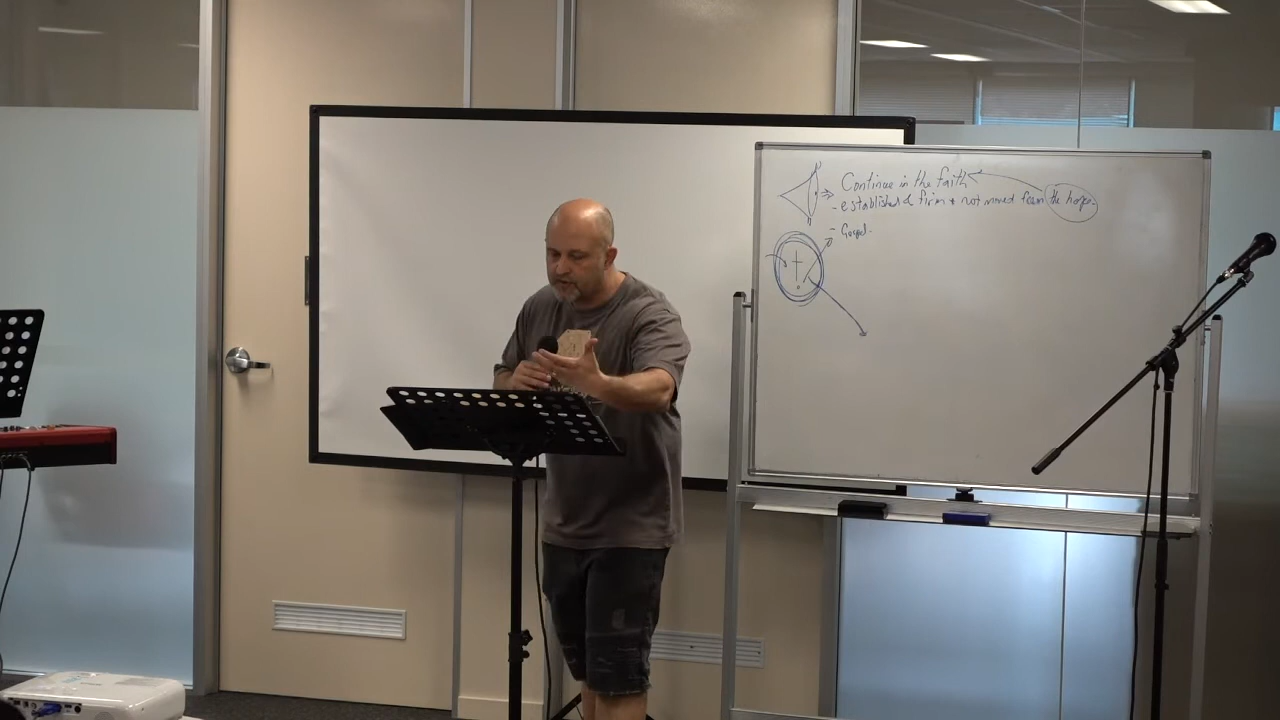 Continue in the faith
- established & firm + not moved from the hope.
- Gospel.